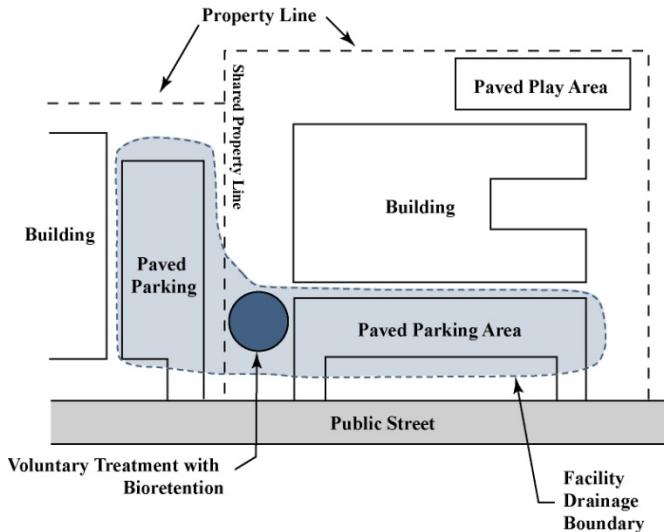 Property Line
Shared Property Line
Paved Play Area
Building
Building
Paved
Parking
Paved Parking Area
Public Street
Voluntary Treatment with
Bioretention
Facility
Drainage
Boundary